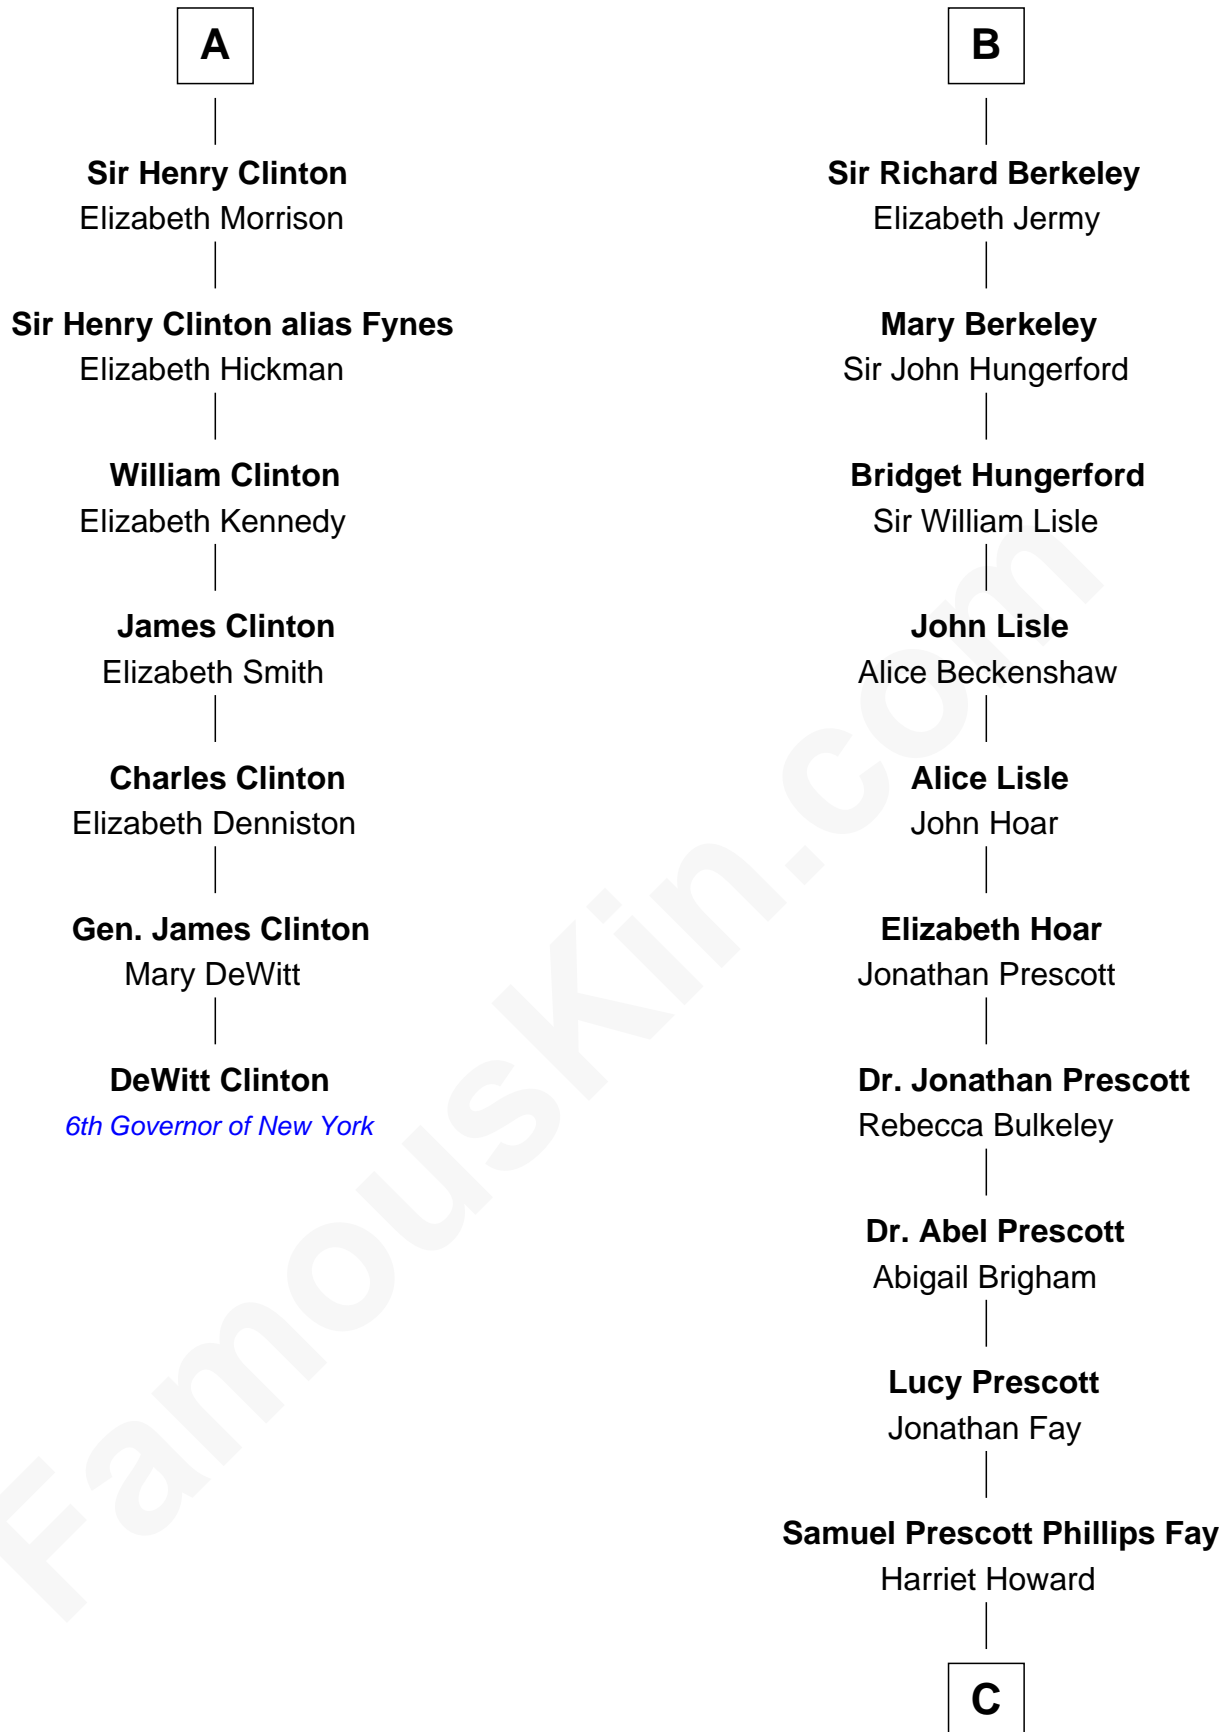 A
Sir Henry Clinton
Elizabeth Morrison
Sir Henry Clinton alias Fynes
Elizabeth Hickman
William Clinton
Elizabeth Kennedy
James Clinton
Elizabeth Smith
Charles Clinton
Elizabeth Denniston
Gen. James Clinton
Mary DeWitt
DeWitt Clinton
6th Governor of New York
B
Sir Richard Berkeley
Elizabeth Jermy
Mary Berkeley
Sir John Hungerford
Bridget Hungerford
Sir William Lisle
John Lisle
Alice Beckenshaw
Alice Lisle
John Hoar
Elizabeth Hoar
Jonathan Prescott
Dr. Jonathan Prescott
Rebecca Bulkeley
Dr. Abel Prescott
Abigail Brigham
Lucy Prescott
Jonathan Fay
Samuel Prescott Phillips Fay
Harriet Howard
C
FamousKin.com